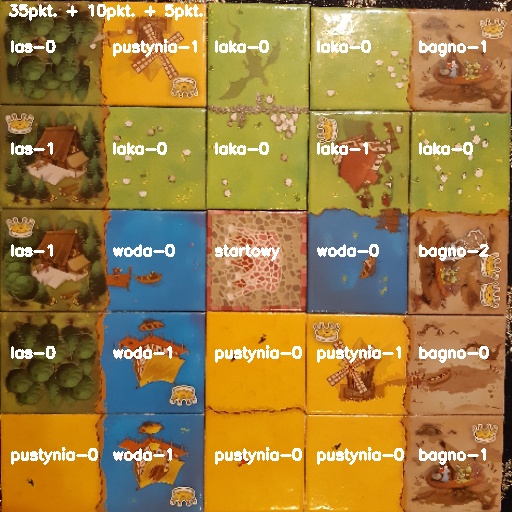 35pkt. + 10pkt. + 5pkt.
las-0 pustynia-1 laka-0 laka-0 bagno-1
las-1 laka-0 laka-0 laka-1 laka-0
las-1 woda-0 startowy woda-0 bagno-2
las-0 woda-1 pustynia-0 pustynia-1 bagno-0
pustynia-0 woda-1 pustynia-0 pustynia-0 bagno-1